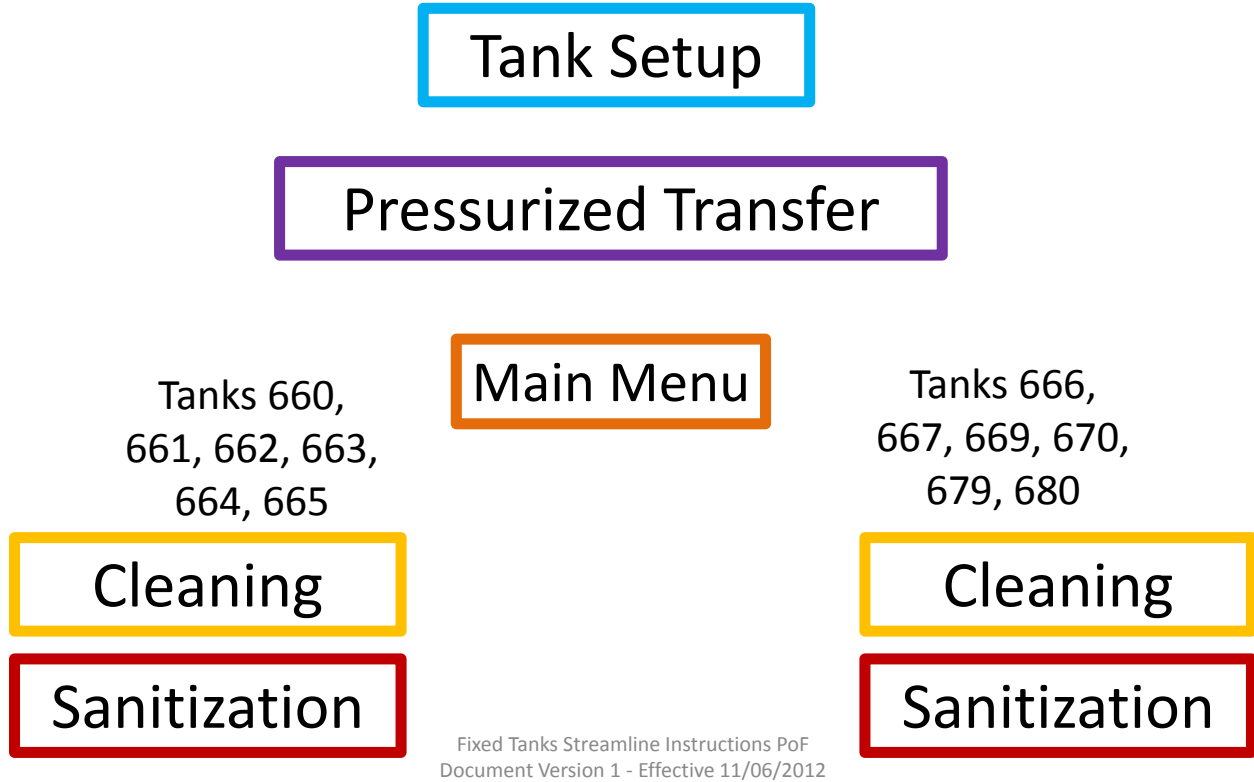 Tank Setup
Pressurized Transfer
Main Menu
Tanks 660,
661, 662, 663,
664, 665
Cleaning
Sanitization
Tanks 666,
667, 669, 670,
679, 680
Cleaning
Sanitization
Fixed Tanks Streamline Instructions PoF
Document Version 1 - Effective 11/06/2012